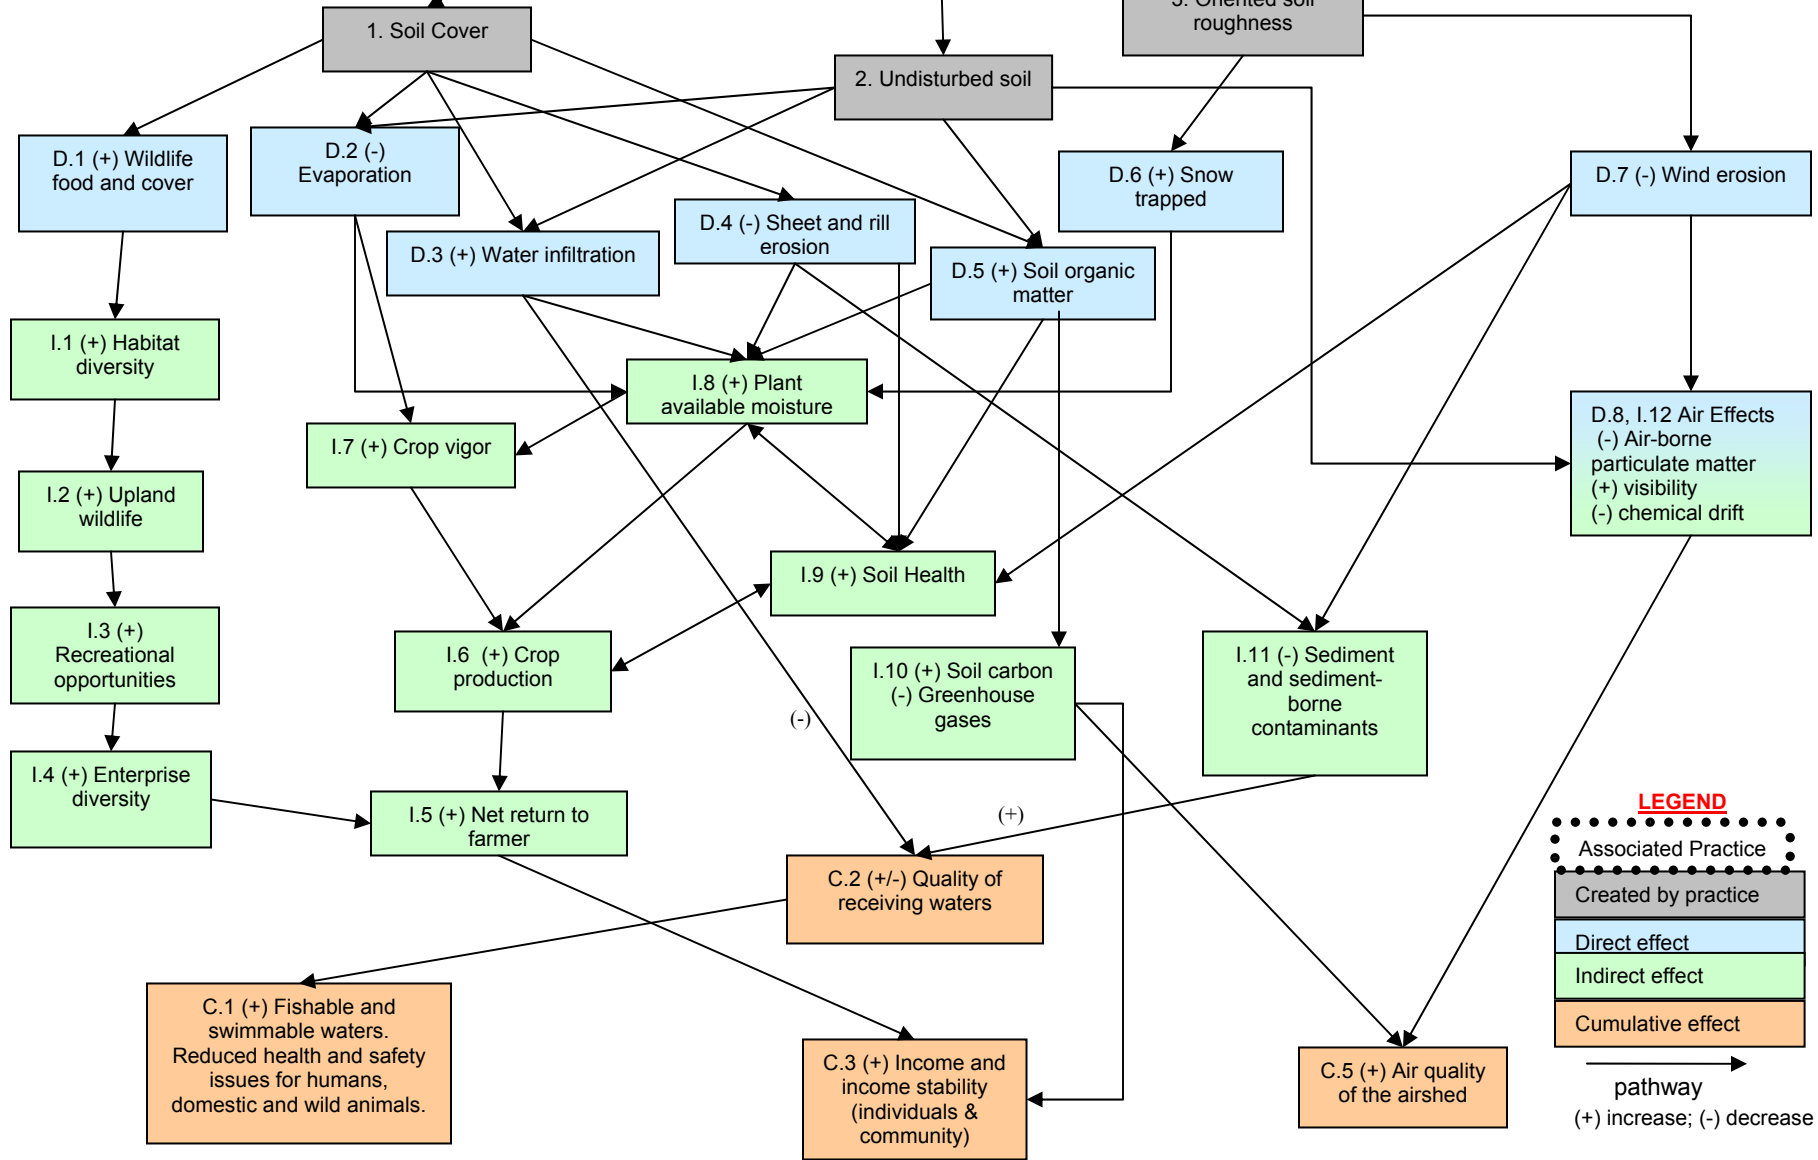 3. Oriented soil
roughness
1. Soil Cover
2. Undisturbed soil
D.1 (+) Wildlife
food and cover
D.2 (-)
Evaporation
D.3 (+) Water infiltration
D.4 (-) Sheet and rill
erosion
D.5 (+) Soil organic
matter
D.6 (+) Snow
trapped
D.7 (-) Wind erosion
I.1 (+) Habitat
diversity
I.8 (+) Plant
available moisture
D.8, I.12 Air Effects
(-) Air-borne
particulate matter
(+) visibility
(-) chemical drift
I.7 (+) Crop vigor
I.2 (+) Upland
wildlife
I.9 (+) Soil Health
I.3 (+)
Recreational
opportunities
I.6 (+) Crop
production
I.10 (+) Soil carbon
(-) Greenhouse
gases
I.11 (-) Sediment
and sediment-
borne
contaminants
(-)
I.4 (+) Enterprise
diversity
I.5 (+) Net return to
farmer
(+)
C.2 (+/-) Quality of
receiving waters
C.1 (+) Fishable and
swimmable waters.
Reduced health and safety
issues for humans,
domestic and wild animals.
C.3 (+) Income and
income stability
(individuals &
community)
C.5 (+) Air quality
of the airshed
LEGEND
Associated Practice
Created by practice
Direct effect
Indirect effect
Cumulative effect
pathway
(+) increase; (-) decrease